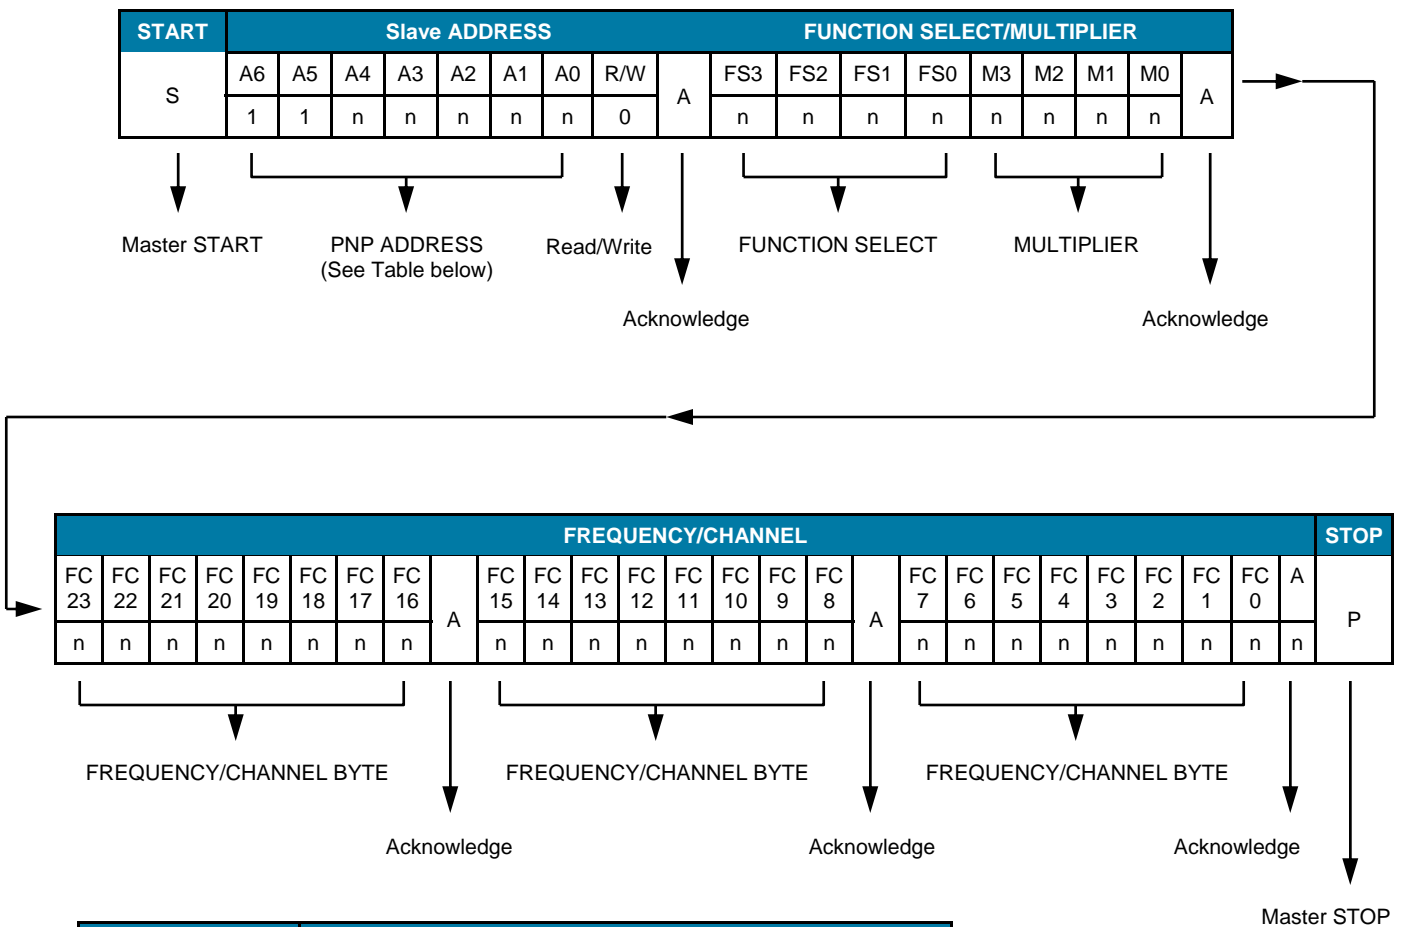 START Slave ADDRESS FUNCTION SELECT/MULTIPLIER
S A6 A5 A4 A3 A2 A1 A0 R/W A FS3 FS2 FS1 FS0 M3 M2 M1 M0 A
1 1 n n n n n 0 n n n n n n n n
Master START PNP ADDRESS Read/Write FUNCTION SELECT MULTIPLIER
(See Table below)
Acknowledge Acknowledge
FREQUENCY/CHANNEL STOP
FC FC FC FC FC FC FC FC A FC FC FC FC FC FC FC FC A FC FC FC FC FC FC FC FC A P
23 22 21 20 19 18 17 16 15 14 13 12 11 10 9 8 7 6 5 4 3 2 1 0
n n n n n n n n n n n n n n n n n n n n n n n n n
FREQUENCY/CHANNEL BYTE FREQUENCY/CHANNEL BYTE FREQUENCY/CHANNEL BYTE
Acknowledge Acknowledge Acknowledge
Master STOP